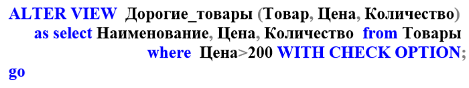 ALTER VIEW Дорогие_товары (Товар, Цена, Количество)
as select Наименование, Цена, Количество from Товары
where Цена>200 WITH CHECK OPTION;
go